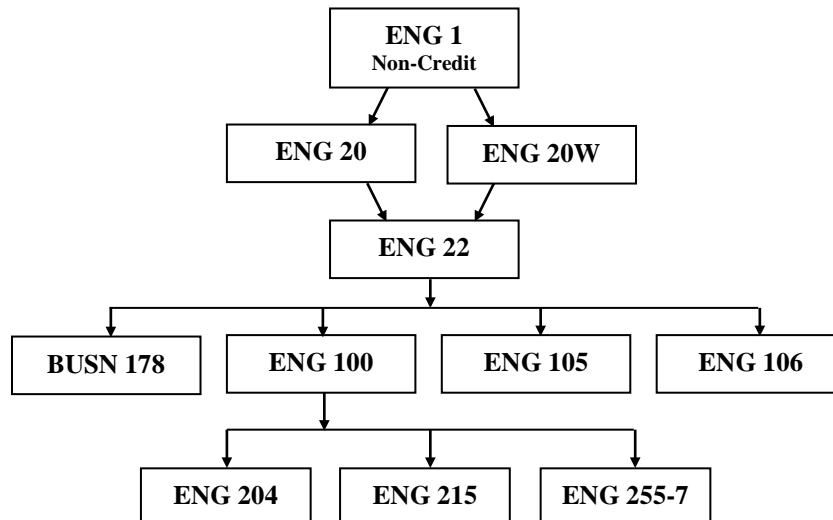 ENG 1
Non-Credit
ENG 20
ENG 20W
ENG 22
BUSN 178
ENG 100
ENG 105
ENG 106
ENG 204
ENG 215
ENG 255-7